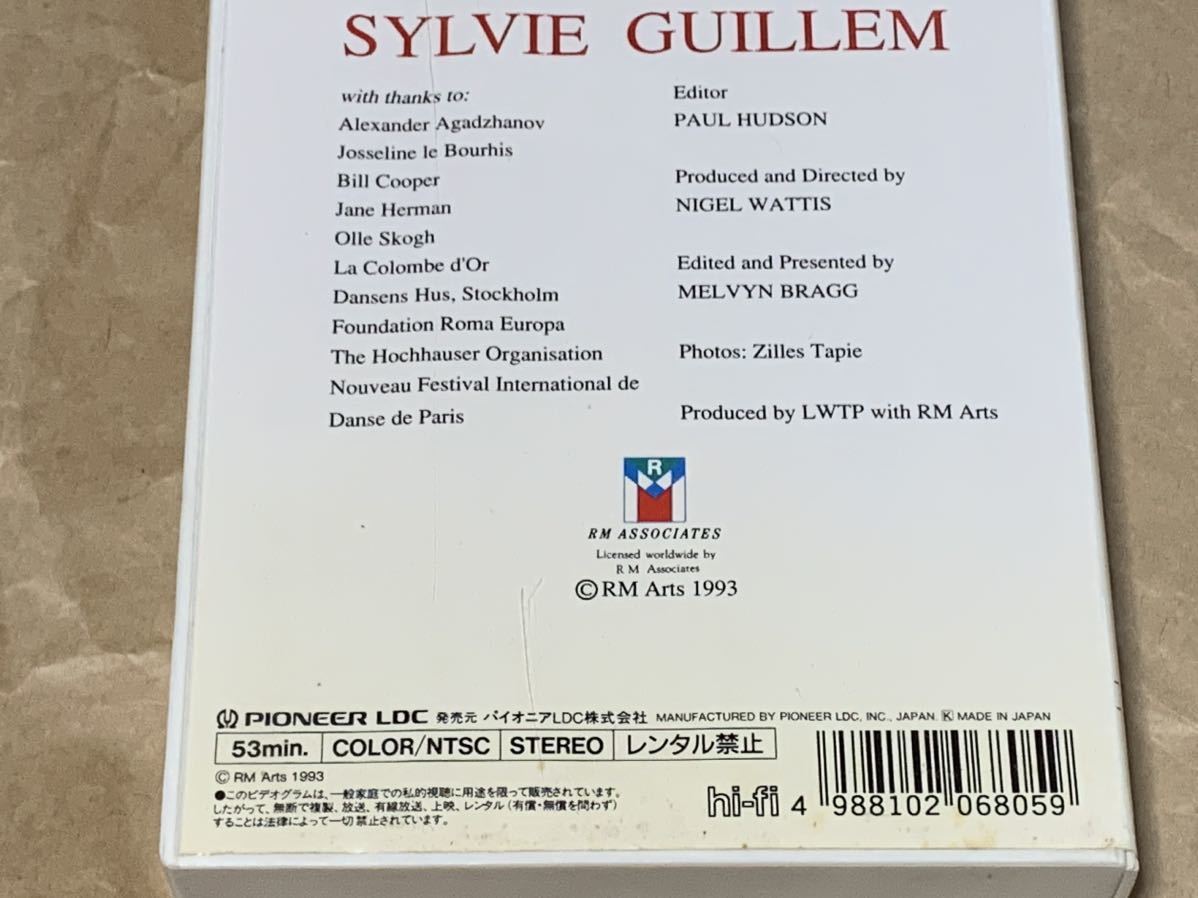 SYLVIE GUILLEM
with thanks to:
Alexander Agadzhanov
Josseline le Bourhis
Bill Cooper
Jane Herman
Olle Skogh
La Colombe d'Or
Dansens Hus, Stockholm
Foundation Roma Europa
The Hochhauser Organisation
Nouveau Festival International de
Danse de Paris
Editor
PAUL HUDSON
Produced and Directed by
NIGEL WATTIS
Edited and Presented by
MELVYN BRAGG
Photos: Zilles Tapie
Produced by LWTP with RM Arts
R
RM ASSOCIATES
Licensed worldwide by
R M Associates
©RM Arts 1993
PIONEER LDC 発売元 パイオニアLDC株式会社 MANUFACTURED BY PIONEER LDC, INC., JAPAN. K MADE IN JAPAN
53min. COLOR/NTSC STEREO レンタル禁止
© RM Arts 1993
●このビデオグラムは、一般家庭での私的視聴に用途を限って販売されています。
したがって、無断で複製、放送、有線放送、上映、レンタル(有償・無償を問わず)
することは法律によって一切禁止されています。
hi-fi 4 988102 068059